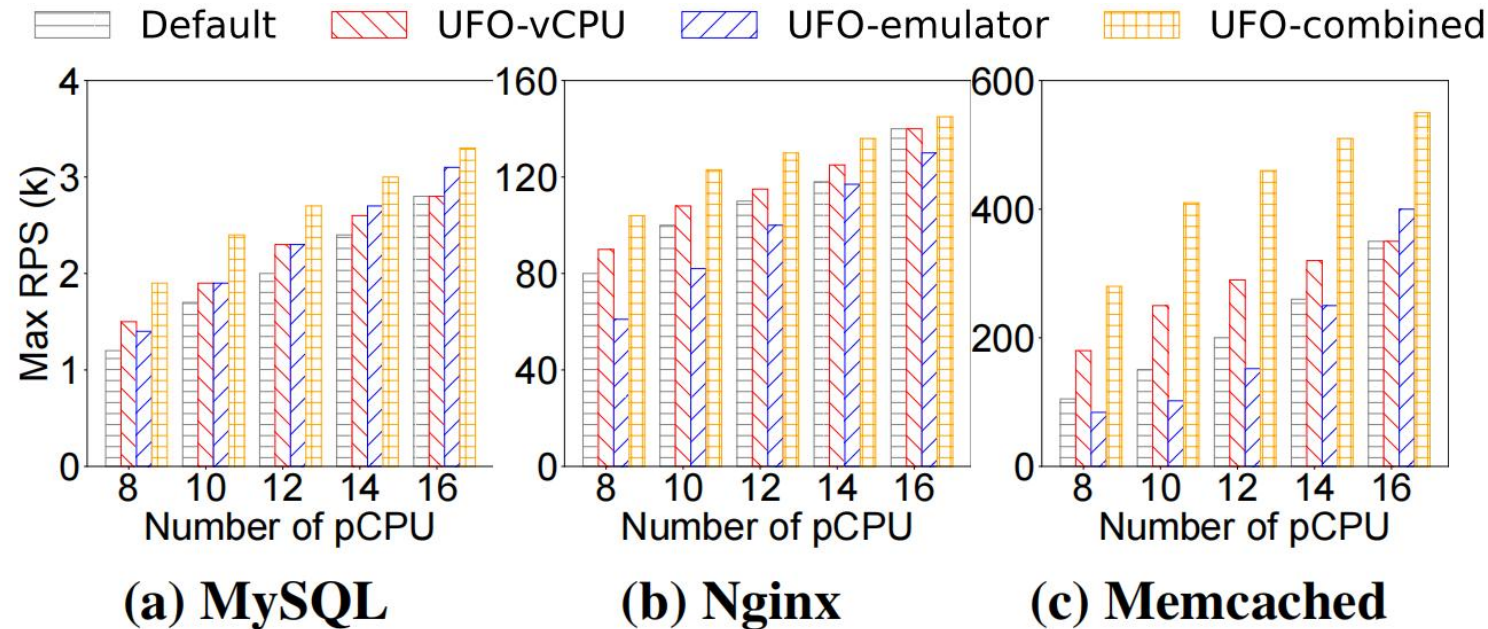 Default UFO-vCPU UFO-emulator UFO-combined
Max RPS (k)
4
3
2
1
0
8 10 12 14 16
Number of pCPU
(a) MySQL
160
120
80
40
0
8 10 12 14 16
Number of pCPU
(b) Nginx
600
400
200
0
8 10 12 14 16
Number of pCPU
(c) Memcached